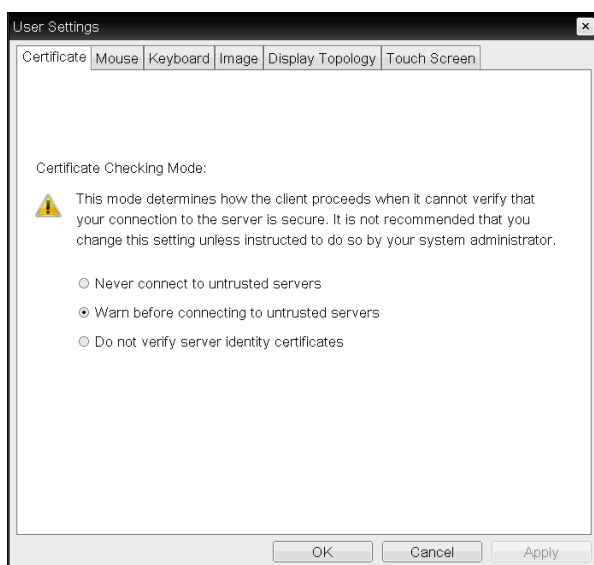 User Settings
Certificate Mouse Keyboard Image Display Topology Touch Screen
Certificate Checking Mode:
This mode determines how the client proceeds when it cannot verify that
your connection to the server is secure. It is not recommended that you
change this setting unless instructed to do so by your system administrator.
Never connect to untrusted servers
Warn before connecting to untrusted servers
Do not verify server identity certificates
OK Cancel Apply